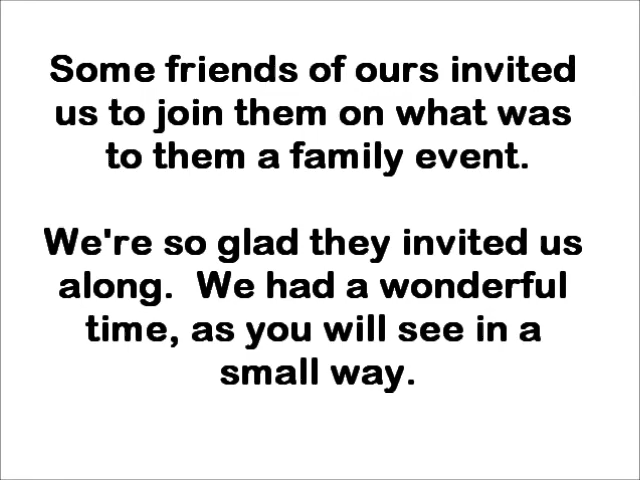 Some friends of ours invited
us to join them on what was
to them a family event.
We're so glad they invited us
along.  We had a wonderful
time, as you will see in a
small way.